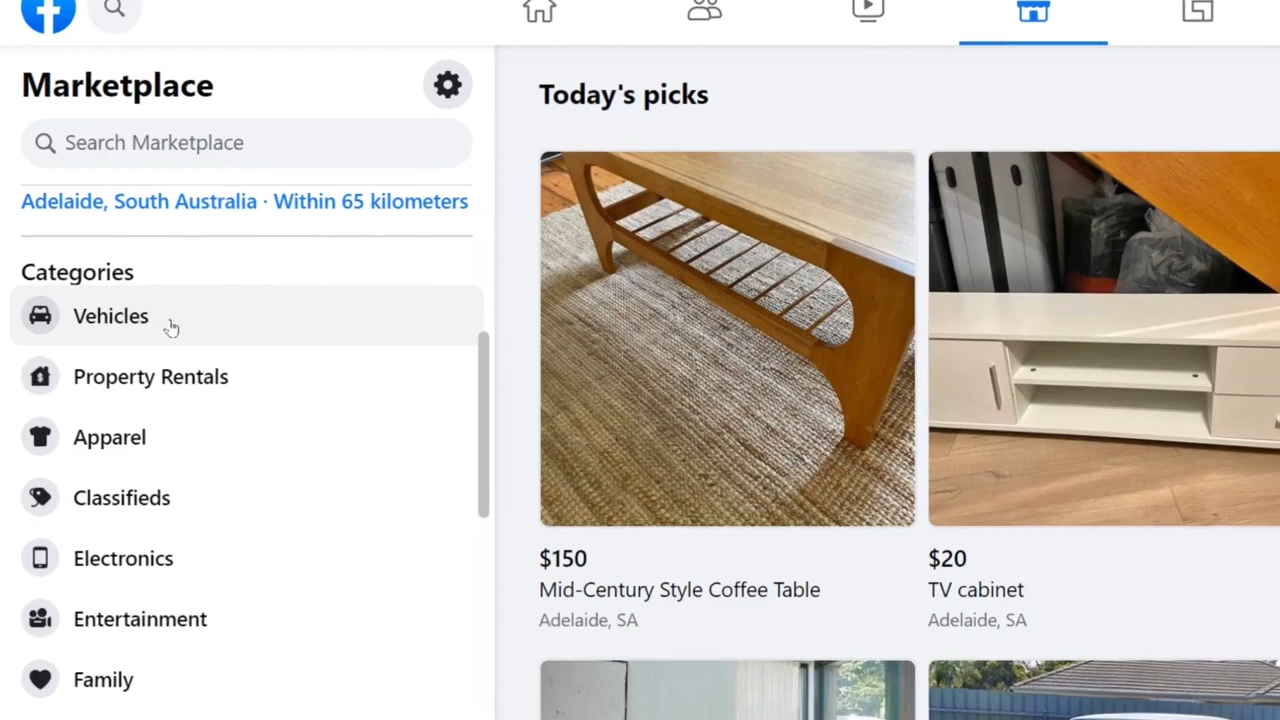 Marketplace
Search Marketplace
Adelaide, South Australia · Within 65 kilometers
Categories
Vehicles
Property Rentals
Apparel
Classifieds
Electronics
Entertainment
Family
Today's picks
$150
Mid-Century Style Coffee Table
Adelaide, SA
$20
TV cabinet
Adelaide, SA